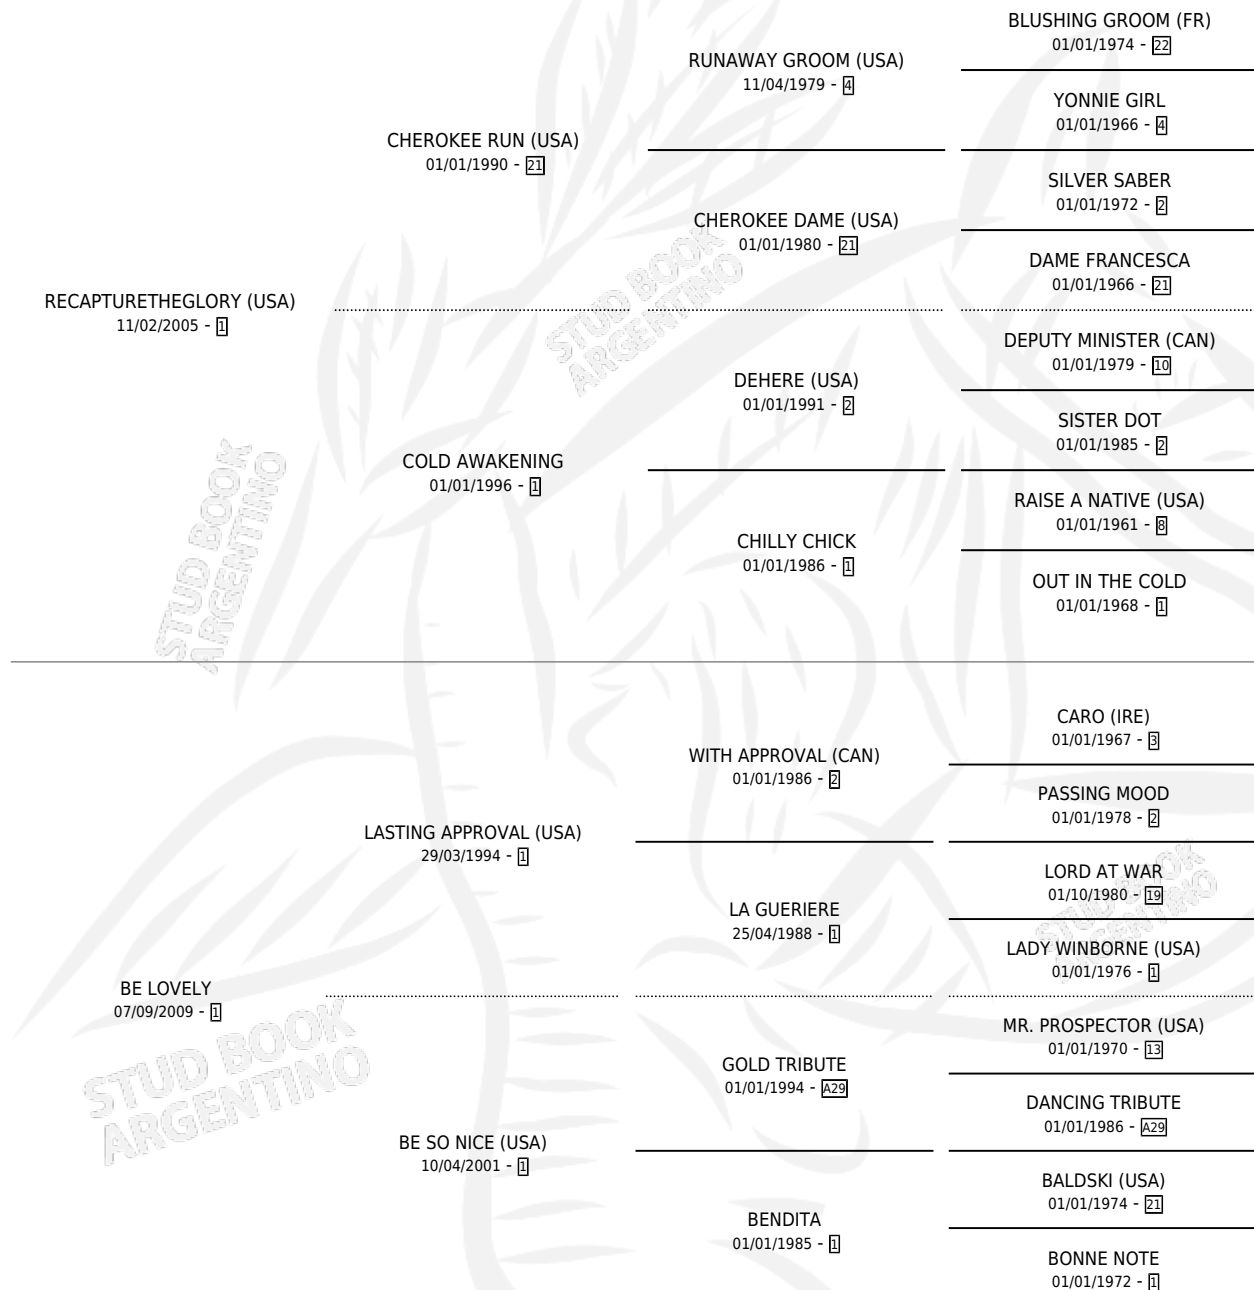 BLUSHING GROOM (FR)
01/01/1974 - 22
RUNAWAY GROOM (USA)
11/04/1979 - 4
YONNIE GIRL
01/01/1966 - 4
CHEROKEE RUN (USA)
01/01/1990 - 21
SILVER SABER
01/01/1972 - 2
CHEROKEE DAME (USA)
01/01/1980 - 21
DAME FRANCESCA
01/01/1966 - 21
RECAPTURETHEGLORY (USA)
11/02/2005 - 1
DEPUTY MINISTER (CAN)
01/01/1979 - 10
DEHERE (USA)
01/01/1991 - 2
SISTER DOT
01/01/1985 - 2
COLD AWAKENING
01/01/1996 - 1
RAISE A NATIVE (USA)
01/01/1961 - 8
CHILLY CHICK
01/01/1986 - 1
OUT IN THE COLD
01/01/1968 - 1
CARO (IRE)
01/01/1967 - 3
WITH APPROVAL (CAN)
01/01/1986 - 2
PASSING MOOD
01/01/1978 - 2
LASTING APPROVAL (USA)
29/03/1994 - 1
LORD AT WAR
01/10/1980 - 19
LA GUERIERE
25/04/1988 - 1
LADY WINBORNE (USA)
01/01/1976 - 1
BE LOVELY
07/09/2009 - 1
MR. PROSPECTOR (USA)
01/01/1970 - 13
GOLD TRIBUTE
01/01/1994 - A29
DANCING TRIBUTE
01/01/1986 - A29
BE SO NICE (USA)
10/04/2001 - 1
BALDSKI (USA)
01/01/1974 - 21
BENDITA
01/01/1985 - 1
BONNE NOTE
01/01/1972 - 1
STUD BOOK
ARGENTINO
STUD BOOK
ARGENTINO
STUD BOOK
ARGENTINO
STUD BOOK
ARGENTINO